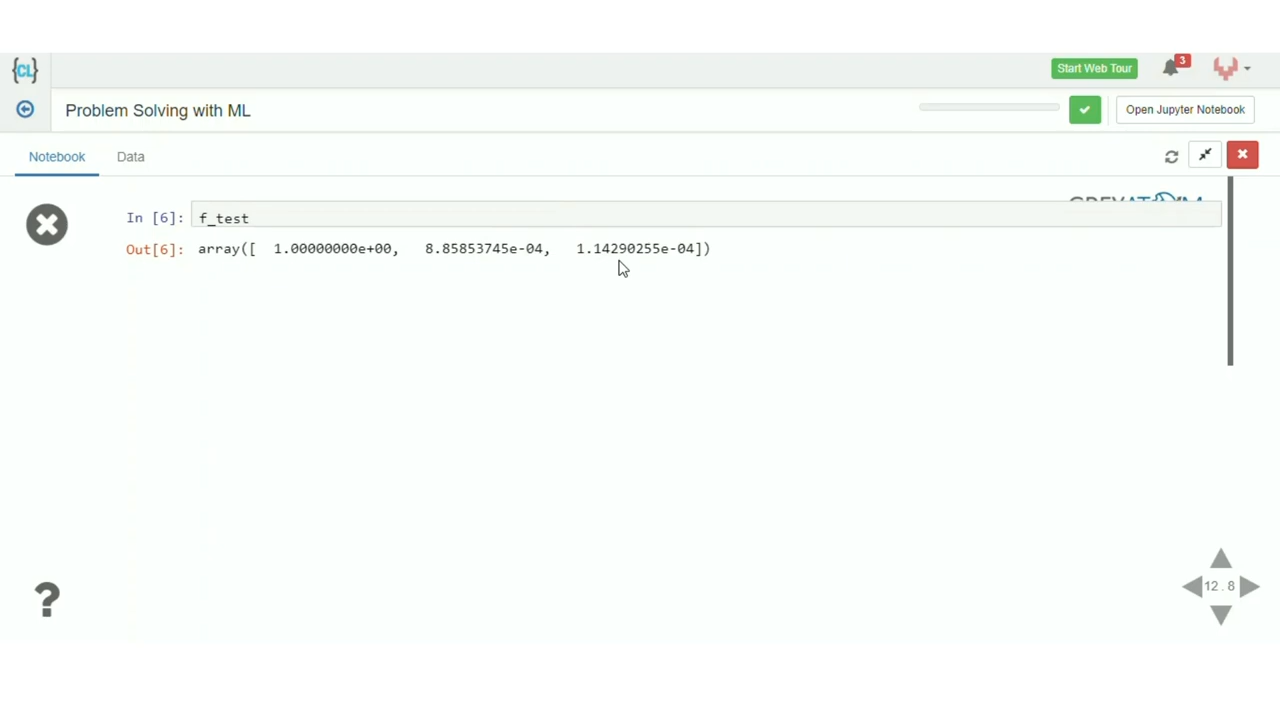 {CL}
Start Web Tour
3
Problem Solving with ML
Open Jupyter Notebook
Notebook
Data
In [6]: f_test
Out[6]: array([ 1.00000000e+00, 8.85853745e-04, 1.14290255e-04])
?
12.8